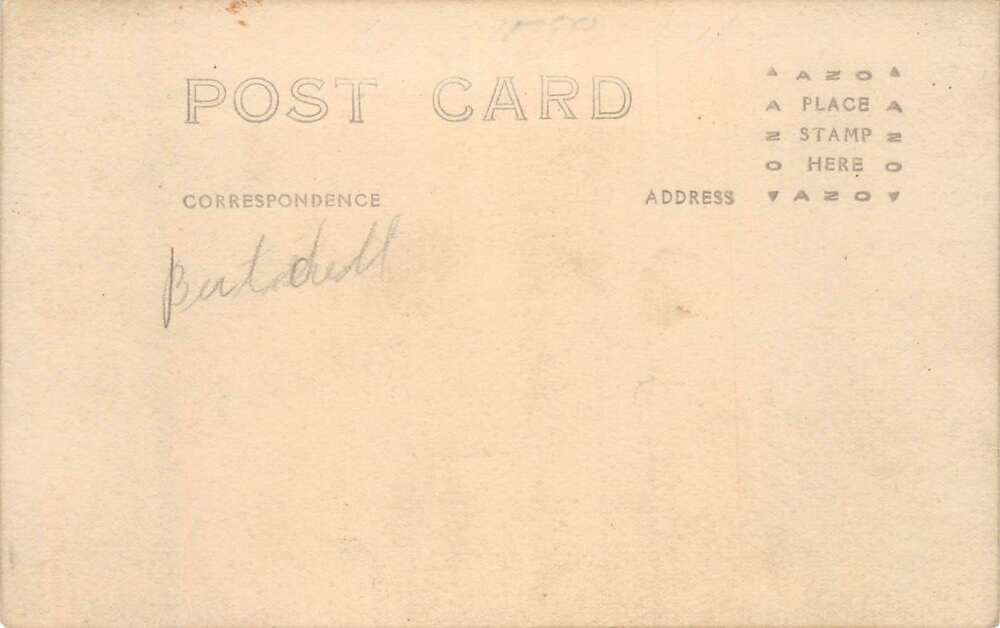 POST CARD
AZO
PLACE
STAMP
HERE
AZO
CORRESPONDENCE
ADDRESS